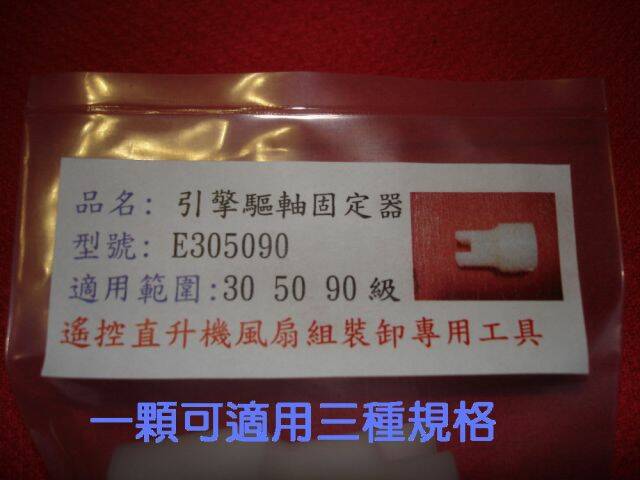 品名: 引擎驅軸固定器
型號: E305090
適用範圍:30 50 90 級
遙控直升機風扇組裝卸專用工具
一顆可適用三種規格